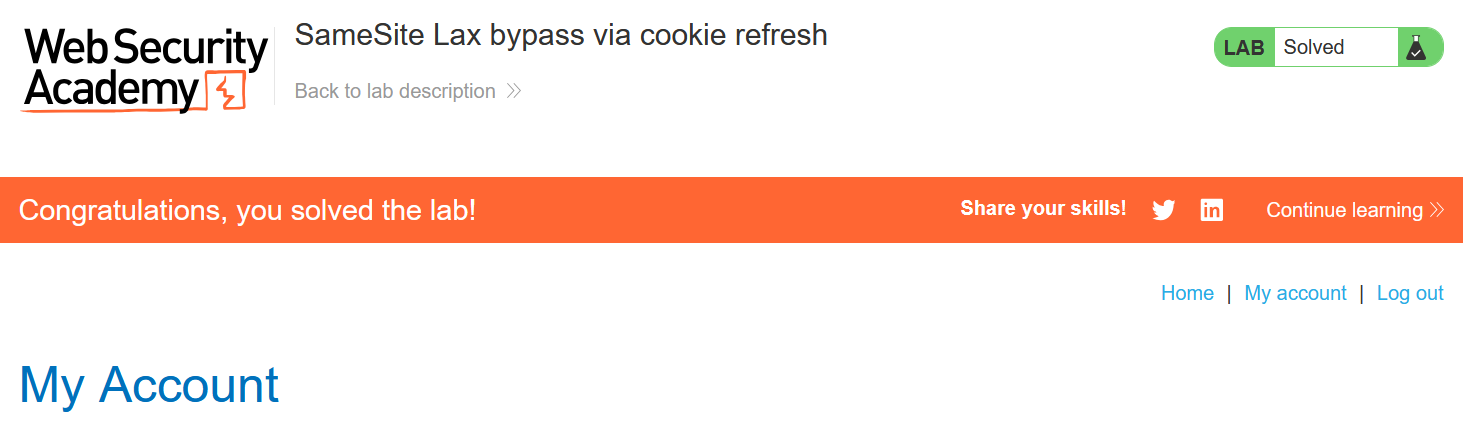 Web Security
Academy
SameSite Lax bypass via cookie refresh
Back to lab description
LAB Solved
Congratulations, you solved the lab!
Share your skills!
Continue learning
Home | My account | Log out
My Account